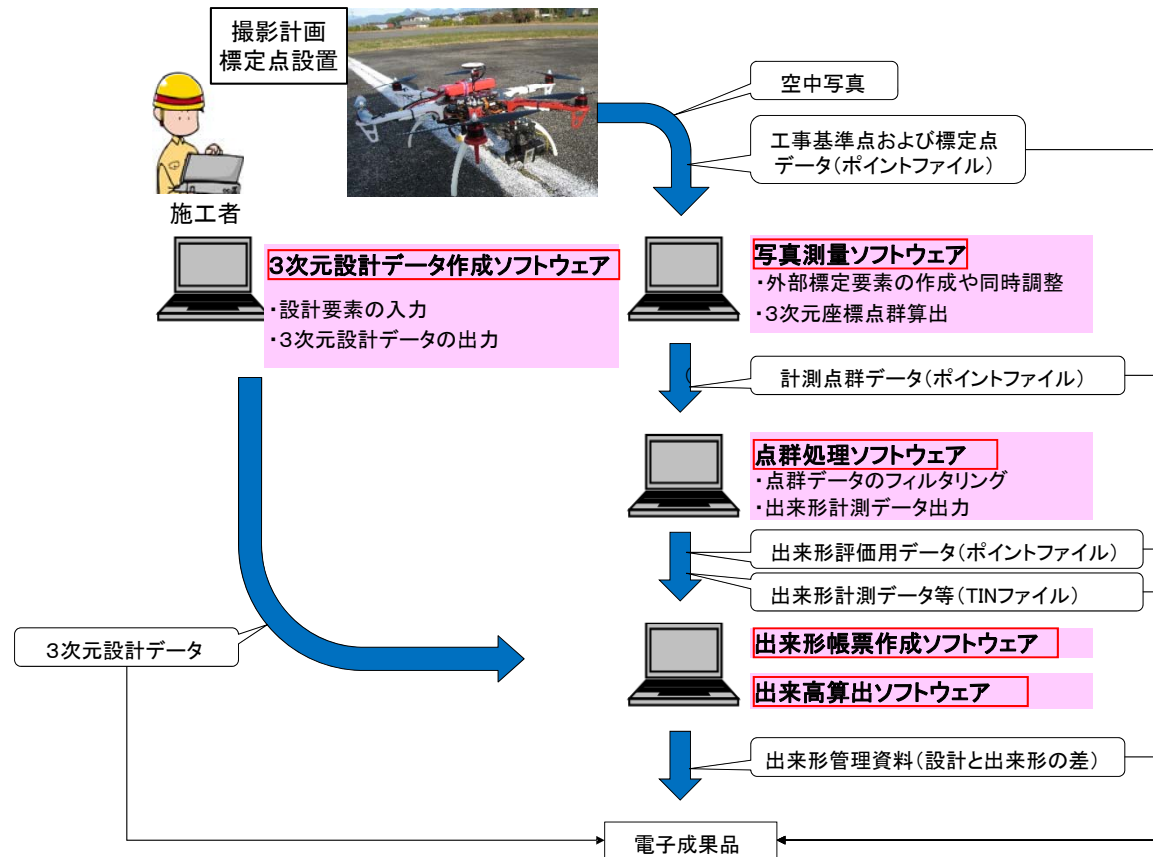 撮影計画
標定点設置
施工者
空中写真
工事基準点および標定点
データ(ポイントファイル)
3次元設計データ作成ソフトウェア
・設計要素の入力
・3次元設計データの出力
写真測量ソフトウェア
・外部標定要素の作成や同時調整
・3次元座標点群算出
計測点群データ(ポイントファイル)
点群処理ソフトウェア
・点群データのフィルタリング
・出来形計測データ出力
出来形評価用データ(ポイントファイル)
出来形計測データ等(TINファイル)
3次元設計データ
出来形帳票作成ソフトウェア
出来高算出ソフトウェア
出来形管理資料(設計と出来形の差)
電子成果品